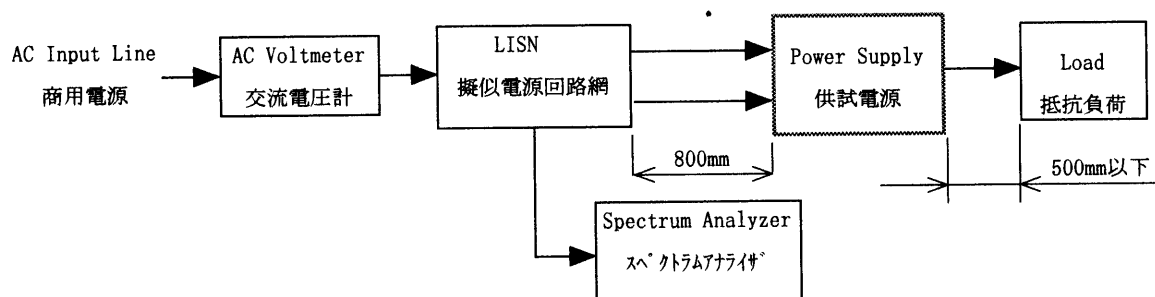 AC Input Line
商用電源
AC Voltmeter
交流電圧計
LISN
擬似電源回路網
Power Supply
供試電源
Load
抵抗負荷
800mm
500mm以下
Spectrum Analyzer
スペクトラムアナライザ